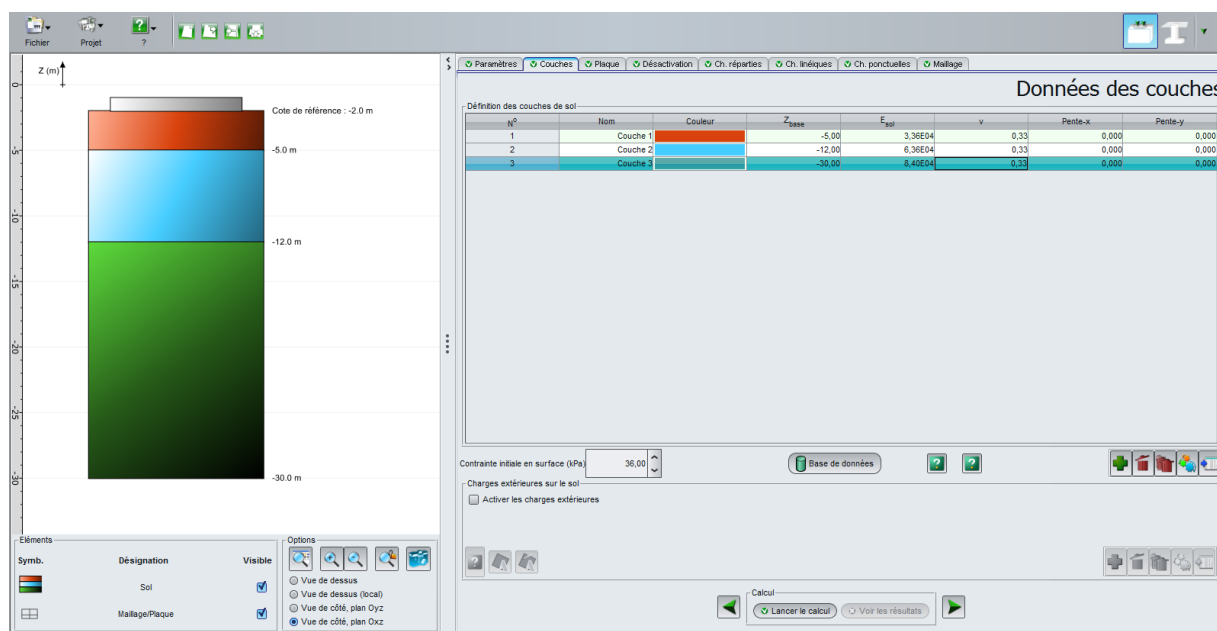 Fichier
Projet
?
Z (m)
0
-5
-10
-15
-20
-25
-30
Cote de référence : -2.0 m
-5.0 m
-12.0 m
-30.0 m
Eléments
Symb. Désignation Visible
Sol
Maillage/Plaque
Options
Vue de dessus
Vue de dessus (local)
Vue de côté, plan Oyz
Vue de côté, plan Oxz
Paramètres Couches Plaque Désactivation Ch. réparties Ch. linéiques Ch. ponctuelles Maillage
Données des couches
Définition des couches de sol
N° Nom Couleur Z base E sol ν Pente-x Pente-y
1 Couche 1 -5,00 3,36E04 0,33 0,000 0,000
2 Couche 2 -12,00 6,36E04 0,33 0,000 0,000
3 Couche 3 -30,00 8,40E04 0,33 0,000 0,000
Contrainte initiale en surface (kPa) 36,00 Base de données ? ?
Charges extérieures sur le sol
Activer les charges extérieures
?
Calcul
Lancer le calcul Voir les résultats